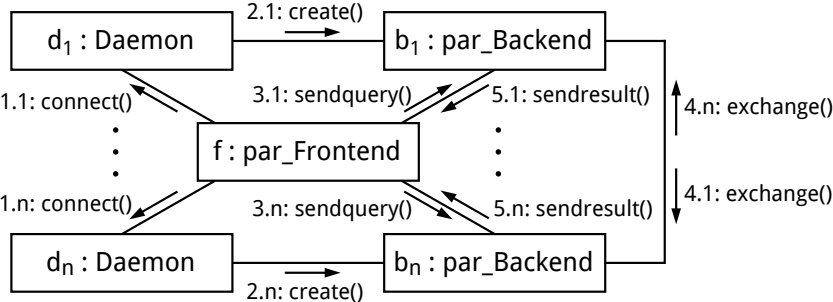 2.1: create()
d1 : Daemon
b1 : par_Backend
1.1: connect()
3.1: sendquery()
5.1: sendresult()
4.n: exchange()
f : par_Frontend
4.1: exchange()
1.n: connect()
3.n: sendquery()
5.n: sendresult()
dn : Daemon
bn : par_Backend
2.n: create()